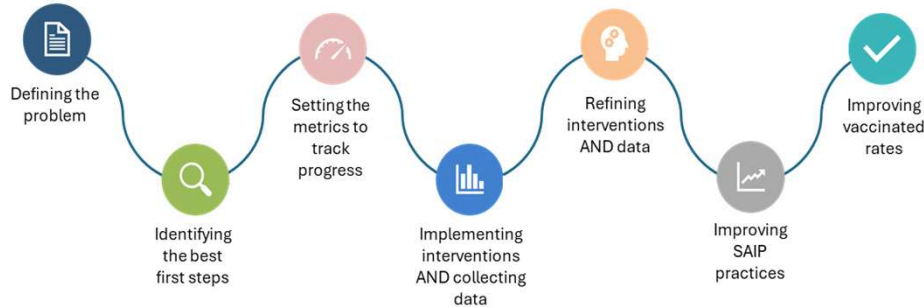 Defining the
problem
Identifying
the best
first steps
Setting the
metrics to
track
progress
Implementing
interventions
AND collecting
data
Refining
interventions
AND data
Improving
SAIP
practices
Improving
vaccinated
rates